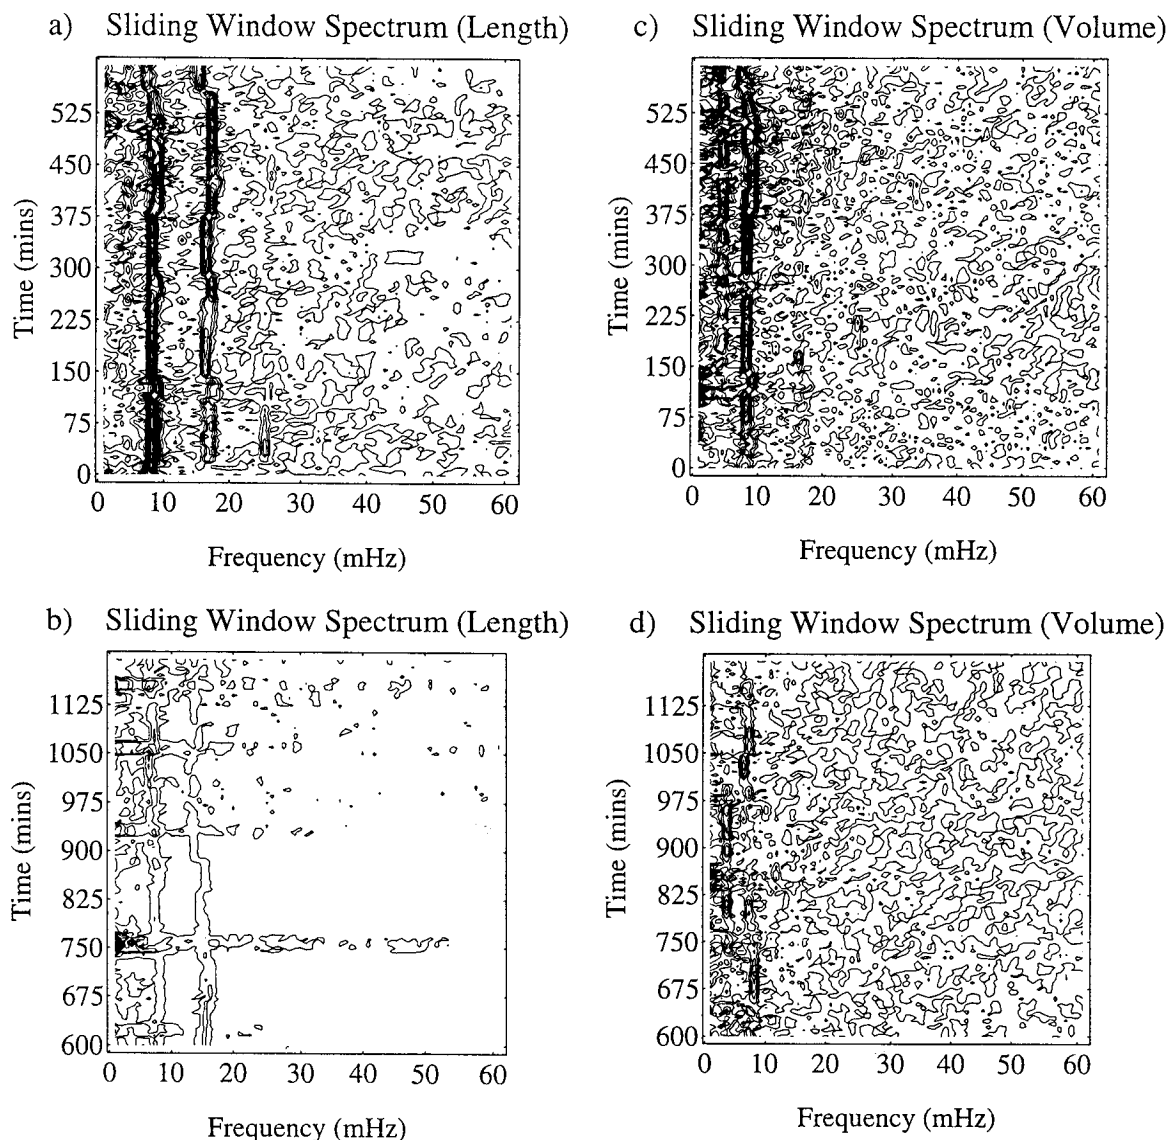 a) Sliding Window Spectrum (Length)
525
450
375
300
225
150
75
0
Time (mins)
0 10 20 30 40 50 60
Frequency (mHz)
c) Sliding Window Spectrum (Volume)
525
450
375
300
225
150
75
0
Time (mins)
0 10 20 30 40 50 60
Frequency (mHz)
b) Sliding Window Spectrum (Length)
1125
1050
975
900
825
750
675
600
Time (mins)
0 10 20 30 40 50 60
Frequency (mHz)
d) Sliding Window Spectrum (Volume)
1125
1050
975
900
825
750
675
600
Time (mins)
0 10 20 30 40 50 60
Frequency (mHz)